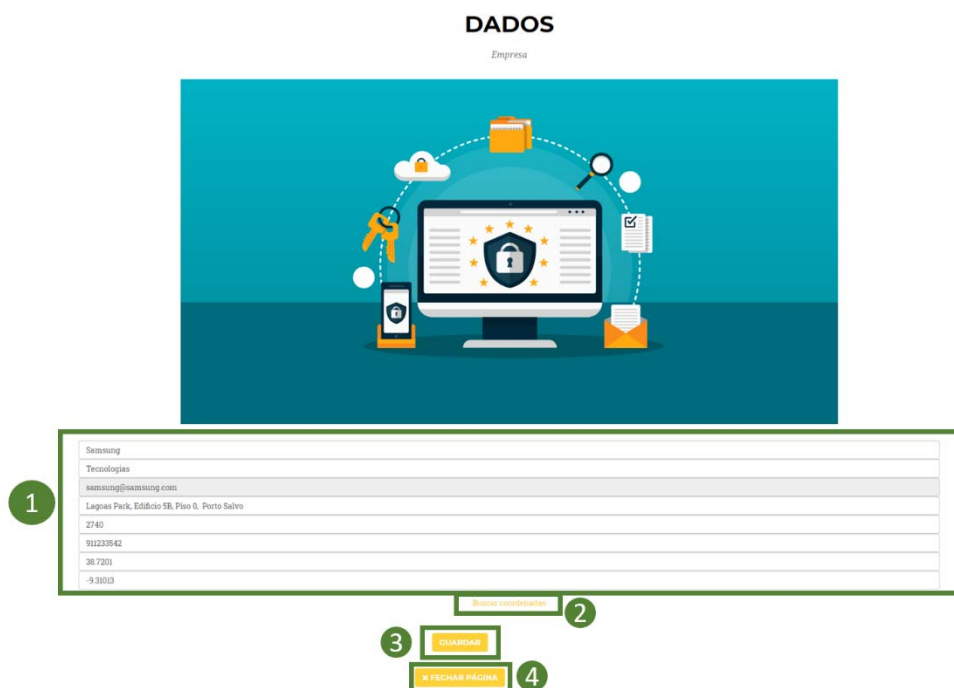 DADOS
Empresa
Samsung
Tecnologias
samsung@samsung.com
Lagoas Park, Edificio 5B, Piso 0, Porto Salvo
2740
911233542
38.7201
-9.31013
1
Buscar coordenadas
2
3
GUARDAR
✖ FECHAR PÁGINA
4